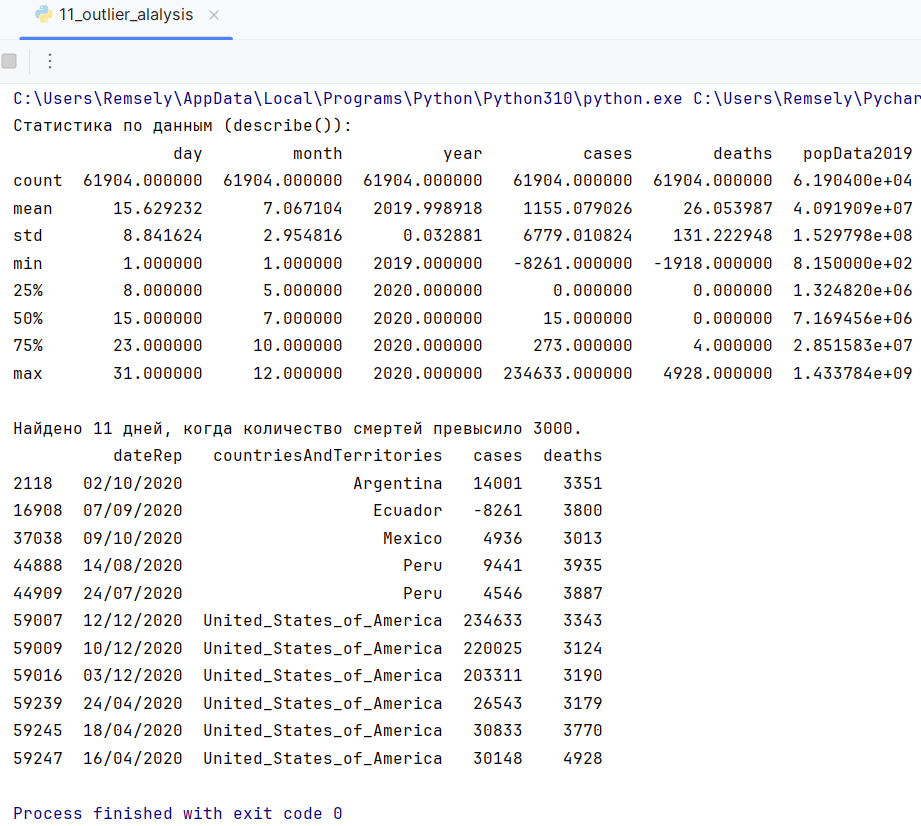 11_outlier_alalysis
C:\Users\Remsely\AppData\Local\Programs\Python\Python310\python.exe C:\Users\Remsely\Pychar
Статистика по данным (describe()):
day month year cases deaths popData2019
count 61904.000000 61904.000000 61904.000000 61904.000000 61904.000000 6.190400e+04
mean 15.629232 7.067104 2019.998918 1155.079026 26.053987 4.091909e+07
std 8.841624 2.954816 0.032881 6779.010824 131.222948 1.529798e+08
min 1.000000 1.000000 2019.000000 -8261.000000 -1918.000000 8.150000e+02
25% 8.000000 5.000000 2020.000000 0.000000 0.000000 1.324820e+06
50% 15.000000 7.000000 2020.000000 15.000000 0.000000 7.169456e+06
75% 23.000000 10.000000 2020.000000 273.000000 4.000000 2.851583e+07
max 31.000000 12.000000 2020.000000 234633.000000 4928.000000 1.433784e+09
Найдено 11 дней, когда количество смертей превысило 3000.
dateRep countriesAndTerritories cases deaths
2118 02/10/2020 Argentina 14001 3351
16908 07/09/2020 Ecuador -8261 3800
37038 09/10/2020 Mexico 4936 3013
44888 14/08/2020 Peru 9441 3935
44909 24/07/2020 Peru 4546 3887
59007 12/12/2020 United_States_of_America 234633 3343
59009 10/12/2020 United_States_of_America 220025 3124
59016 03/12/2020 United_States_of_America 203311 3190
59239 24/04/2020 United_States_of_America 26543 3179
59245 18/04/2020 United_States_of_America 30833 3770
59247 16/04/2020 United_States_of_America 30148 4928
Process finished with exit code 0